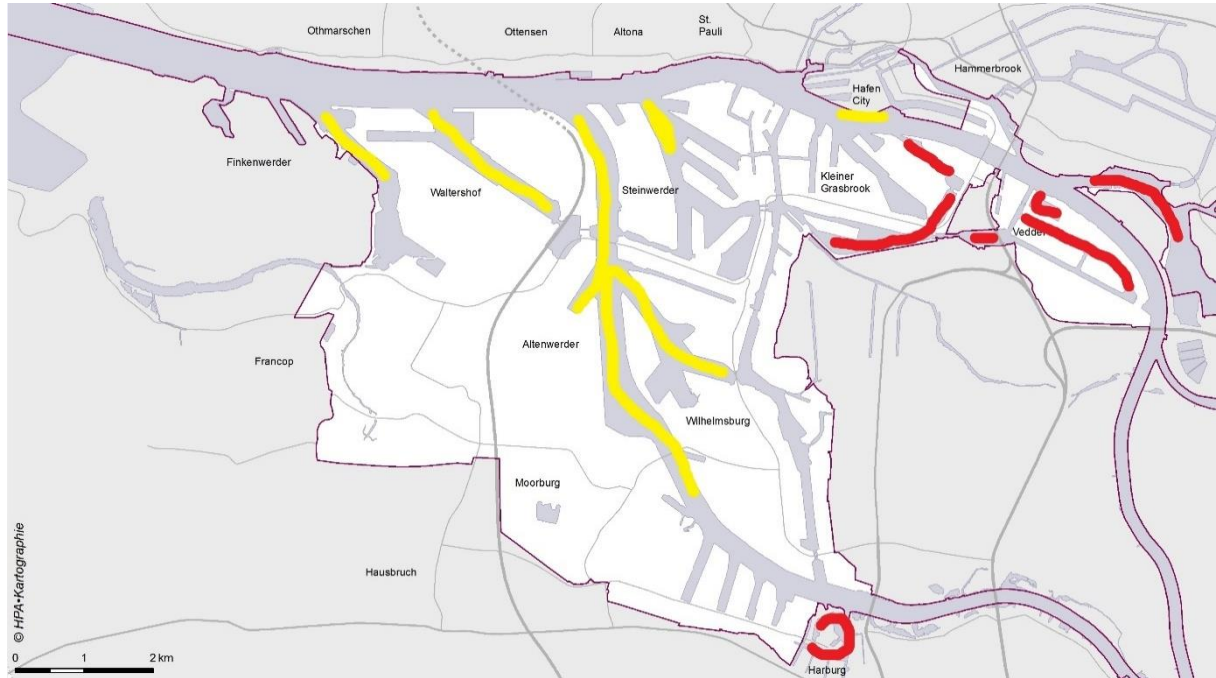 Othmarschen
Ottensen
Altona
St.
Pauli
Hammerbrook
Hafen
City
Finkenwerder
Waltershof
Steinwerder
Kleiner
Grasbrook
Veddel
Altenwerder
Francop
Wilhelmsburg
Moorburg
Hausbruch
Harburg
© HPA•Kartographie
0 1 2 km